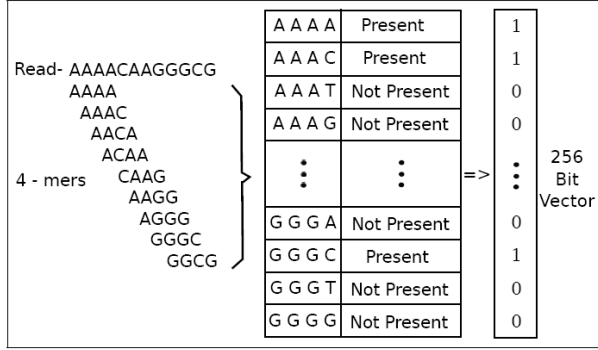 Read- AAAACAAGGGCG
4 - mers
AAAA
AAAC
AACA
ACAA
CAAG
AAGG
AGGG
GGGC
GGCG
A A A A Present 1
A A A C Present 1
A A A T Not Present 0
A A A G Not Present 0
=>
G G G A Not Present 0
G G G C Present 1
G G G T Not Present 0
G G G G Not Present 0
256
Bit
Vector